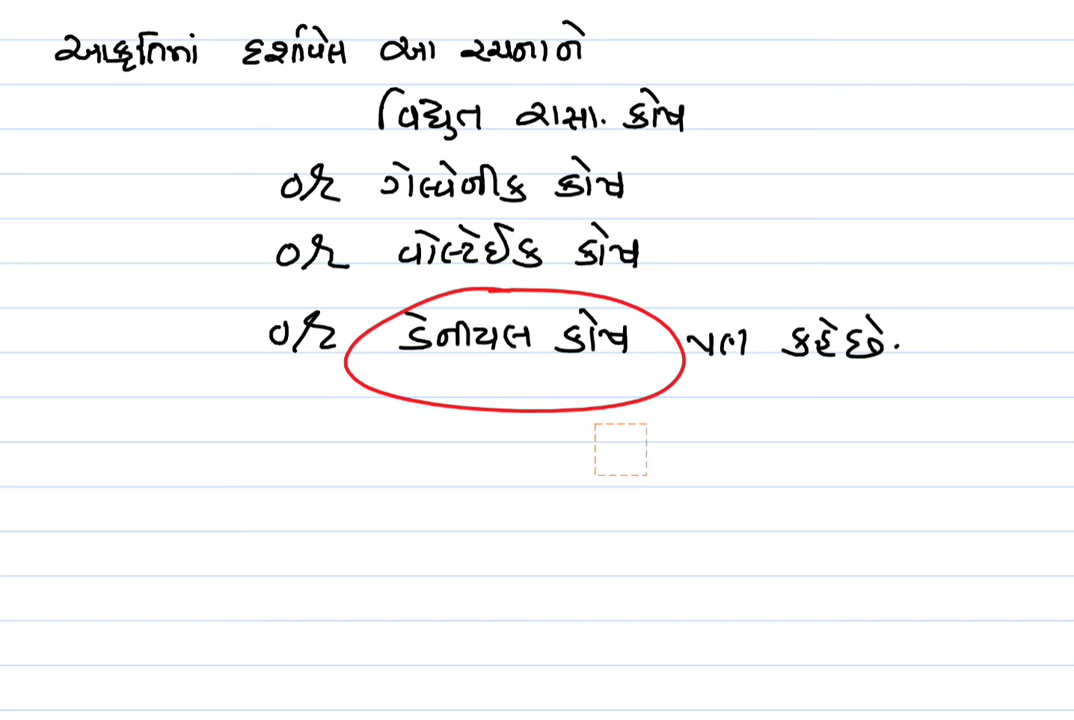 આકૃતિમાં દર્શાવેલ આ રચનાને
વિદ્યુત રાસા. કોષ
or ગેલ્વેનીક કોષ
or વોલ્ટેઈક કોષ
or ડેનીયલ કોષ પણ કહે છે.